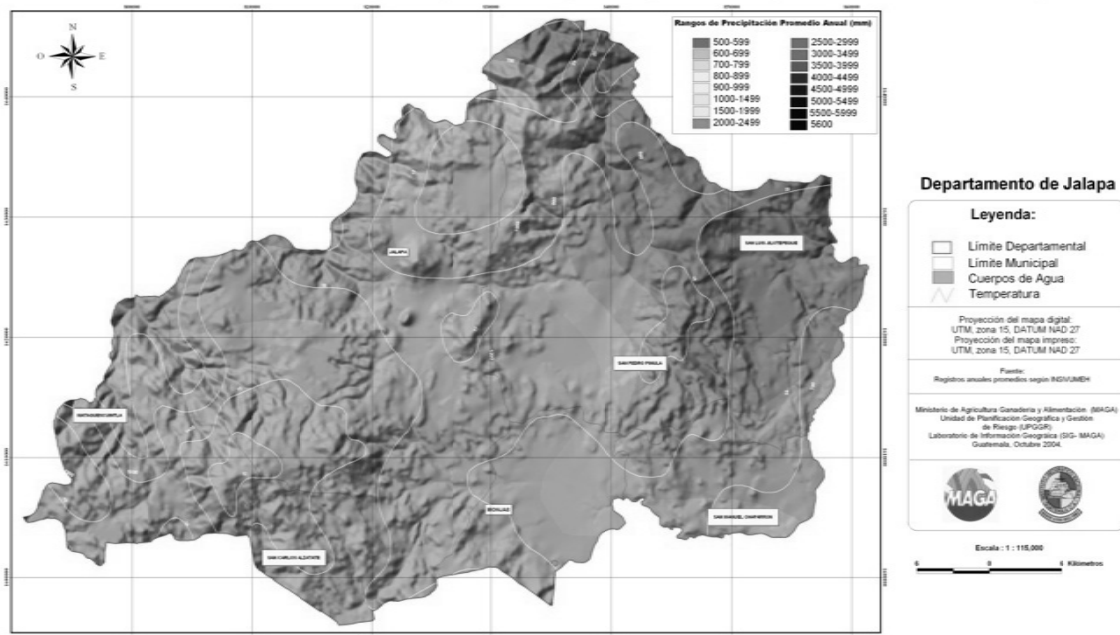 N
O E
S
Rangos de Precipitación Promedio Anual (mm)
500-599
600-699
700-799
800-899
900-999
1000-1499
1500-1999
2000-2499
2500-2999
3000-3499
3500-3999
4000-4499
4500-4999
5000-5499
5500-5999
5600
JALAPA
SAN LUIS JILOTEPEQUE
SAN PEDRO PINULA
MATAQUESCUINTLA
MONJAS
SAN MANUEL CHAPARRON
SAN CARLOS ALZATATE
Departamento de Jalapa
Leyenda:
Límite Departamental
Límite Municipal
Cuerpos de Agua
Temperatura
Proyección del mapa digital:
UTM, zona 15, DATUM NAD 27
Proyección del mapa impreso:
UTM, zona 15, DATUM NAD 27
Fuente:
Registros anuales promedios según INSIVUMEH
Ministerio de Agricultura Ganadería y Alimentación (MAGA)
Unidad de Planificación Geográfica y Gestión
de Riesgo (UPGGR)
Laboratorio de Información Geográfica (SIG- MAGA)
Guatemala, Octubre 2004.
MAGA
Escala : 1 : 115,000
6 0 6 Kilómetros